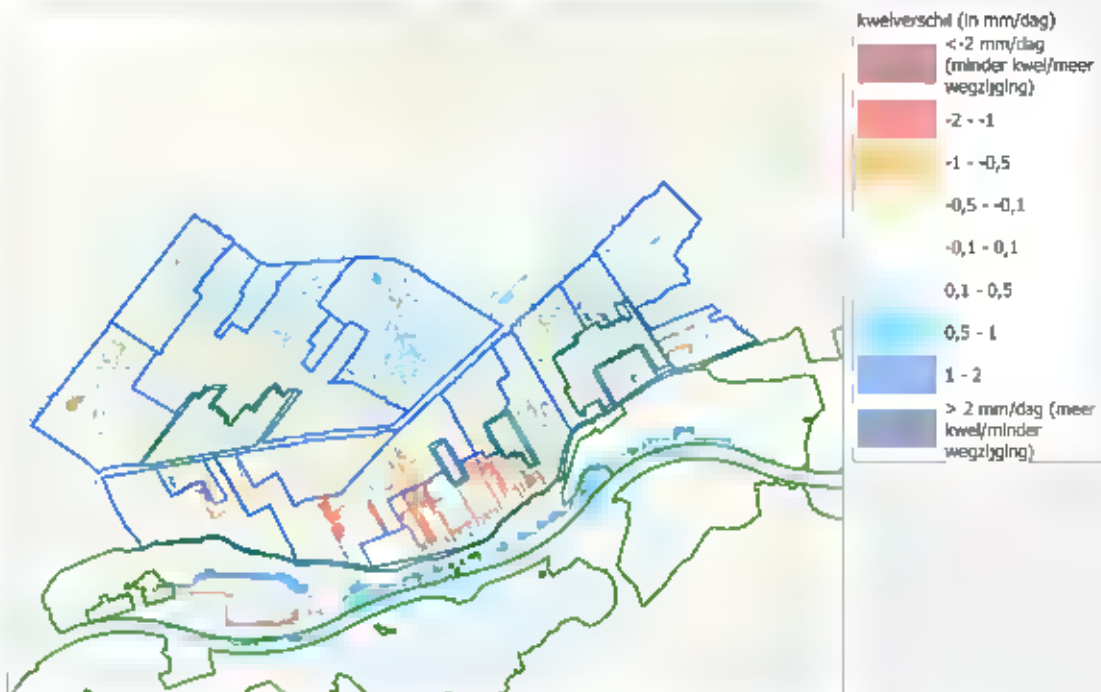 kwelverschil (in mm/dag)
<-2 mm/dag
(minder kwel/meer
wegzijging)
-2 - -1
-1 - -0,5
-0,5 - -0,1
-0,1 - 0,1
0,1 - 0,5
0,5 - 1
1 - 2
> 2 mm/dag (meer
kwel/minder
wegzijging)